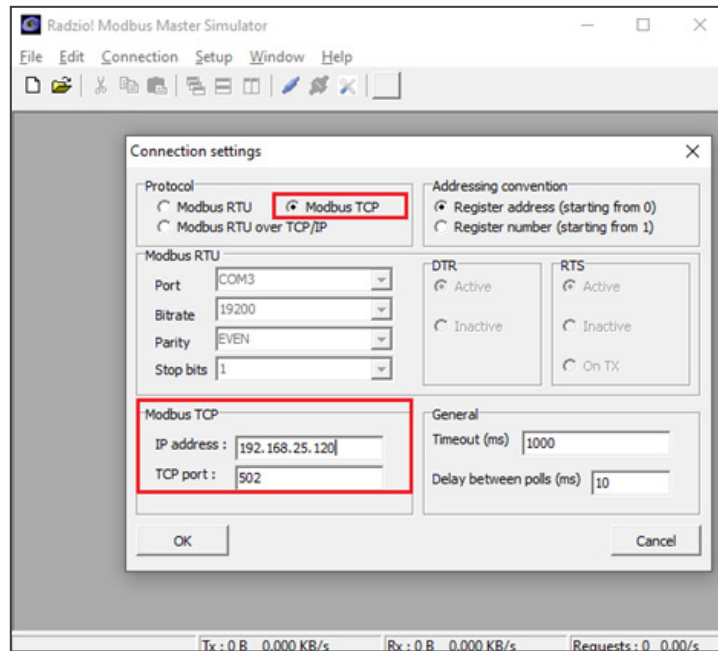 Radzio! Modbus Master Simulator
File Edit Connection Setup Window Help
Connection settings
Protocol
Modbus RTU Modbus TCP
Modbus RTU over TCP/IP
Addressing convention
Register address (starting from 0)
Register number (starting from 1)
Modbus RTU
Port COM3
Bitrate 19200
Parity EVEN
Stop bits 1
DTR
Active
Inactive
RTS
Active
Inactive
On TX
Modbus TCP
IP address : 192.168.25.120
TCP port : 502
General
Timeout (ms) 1000
Delay between polls (ms) 10
OK Cancel
Tx : 0 B 0.000 KB/s Rx : 0 B 0.000 KB/s Requests : 0 0.00/s